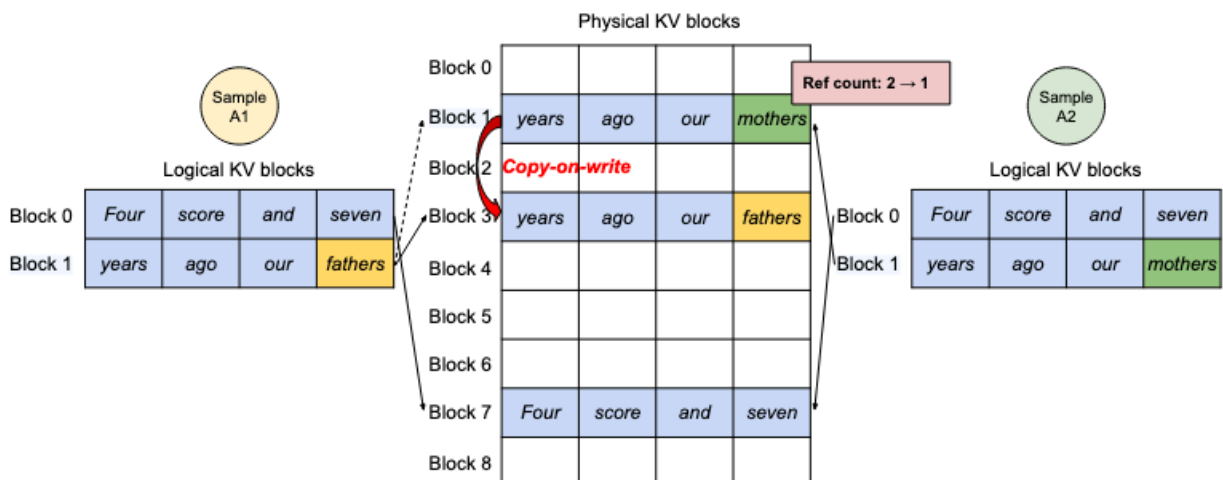 Physical KV blocks
Block 0
Ref count: 2 → 1
Sample
A1
Sample
A2
Block 1
years ago our mothers
Logical KV blocks
Block 2
Copy-on-write
Logical KV blocks
Block 0
Four score and seven
Block 3
years ago our fathers
Block 0
Four score and seven
Block 1
years ago our fathers
Block 4
Block 1
years ago our mothers
Block 5
Block 6
Block 7
Four score and seven
Block 8